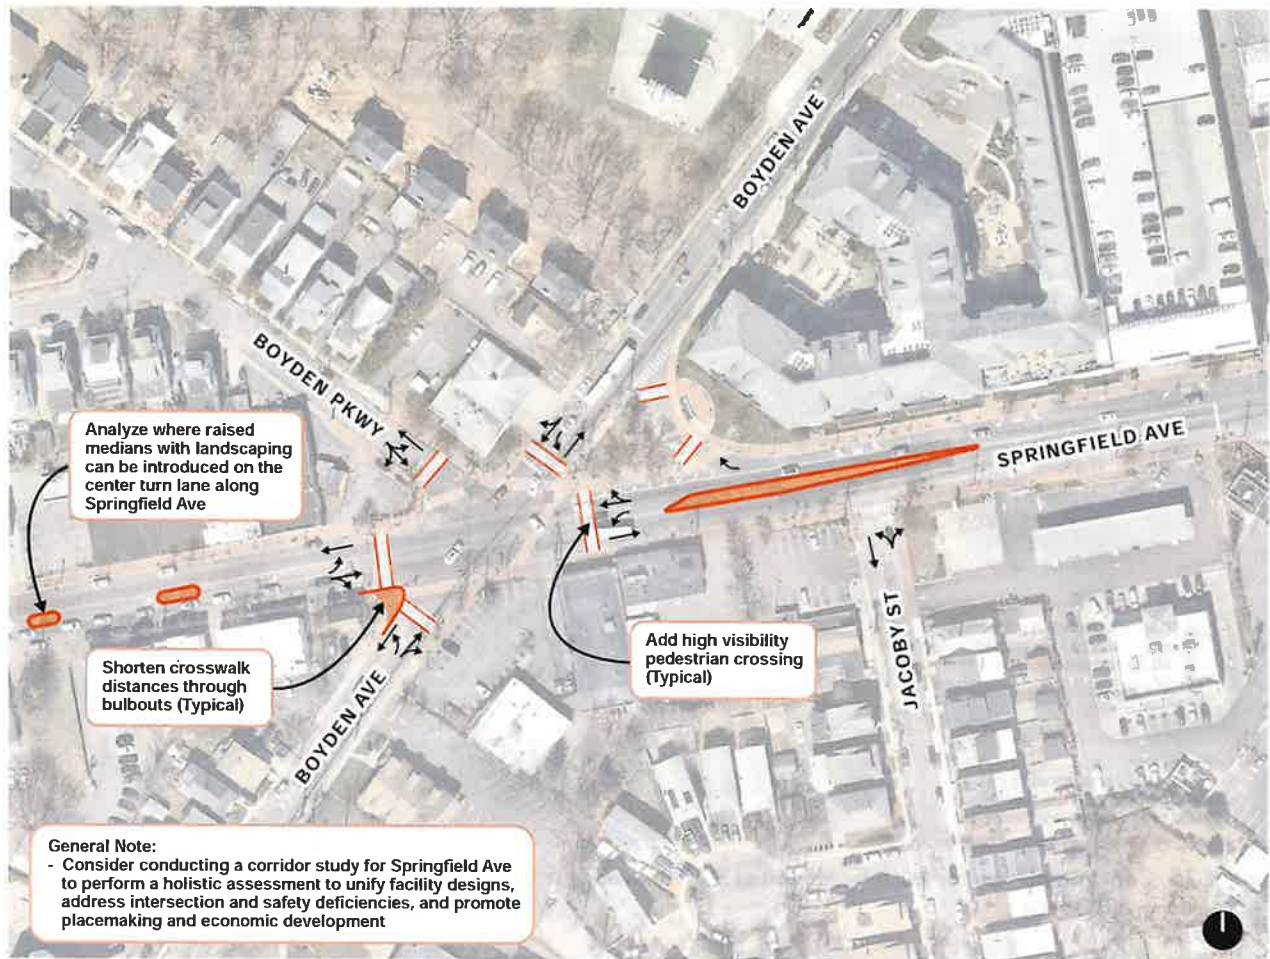 BOYDEN AVE
BOYDEN PKWY
Analyze where raised
medians with landscaping
can be introduced on the
center turn lane along
Springfield Ave
SPRINGFIELD AVE
Shorten crosswalk
distances through
bulbouts (Typical)
Add high visibility
pedestrian crossing
(Typical)
JACOBY ST
BOYDEN AVE
General Note:
- Consider conducting a corridor study for Springfield Ave
to perform a holistic assessment to unify facility designs,
address intersection and safety deficiencies, and promote
placemaking and economic development